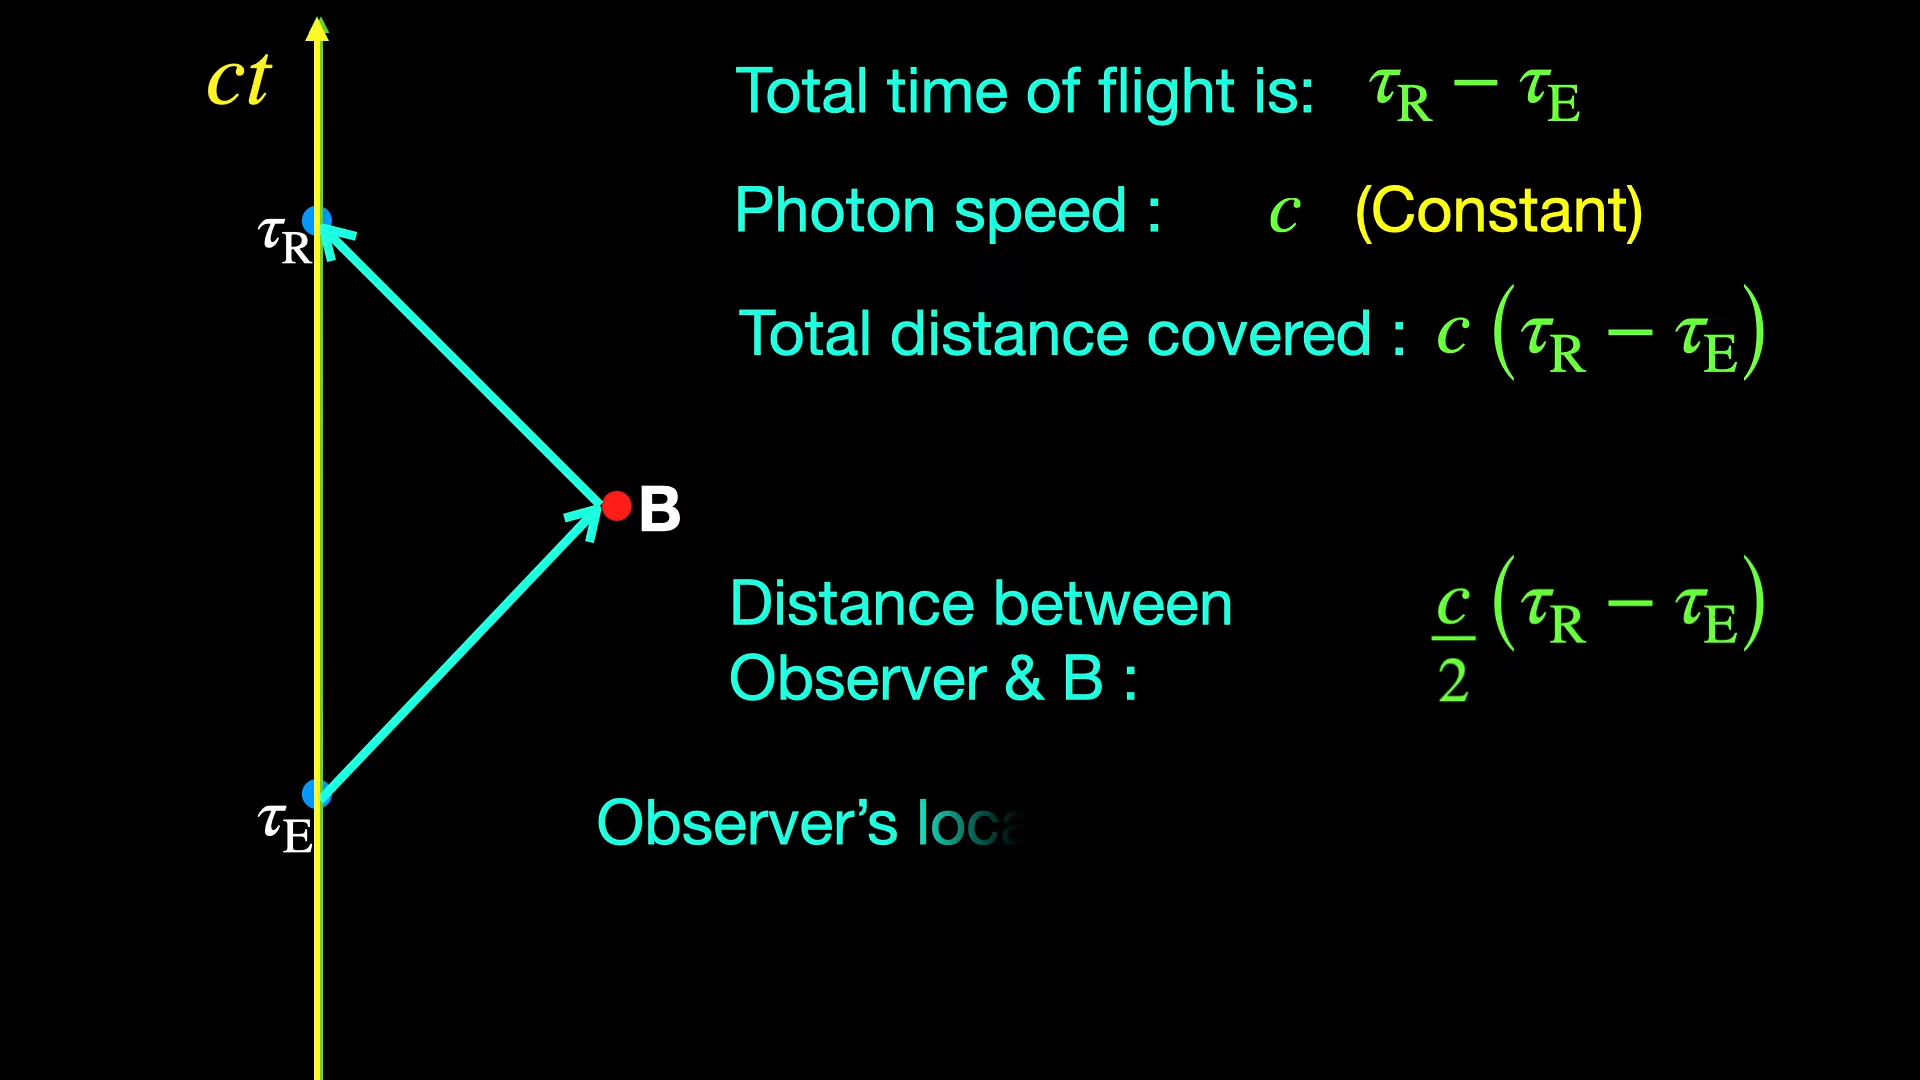 ct
Total time of flight is: τR − τE
Photon speed : c (Constant)
τR
Total distance covered : c (τR − τE)
B
Distance between
Observer & B :
c/2 (τR − τE)
τE
Observer’s